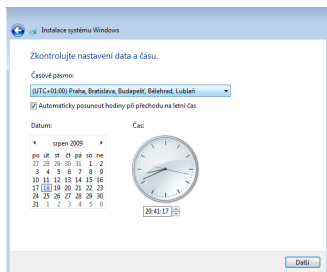 Instalace systému Windows
Zkontrolujte nastavení data a času.
Časové pásmo:
(UTC+01:00) Praha, Bratislava, Budapešť, Bělehrad, Lublaň
Automaticky posunout hodiny při přechodu na letní čas
Datum: Čas:
srpen 2009
po út st čt pá so ne
27 28 29 30 31 1 2
3 4 5 6 7 8 9
10 11 12 13 14 15 16
17 18 19 20 21 22 23
24 25 26 27 28 29 30
31 1 2 3 4 5 6
20:41:17
Další